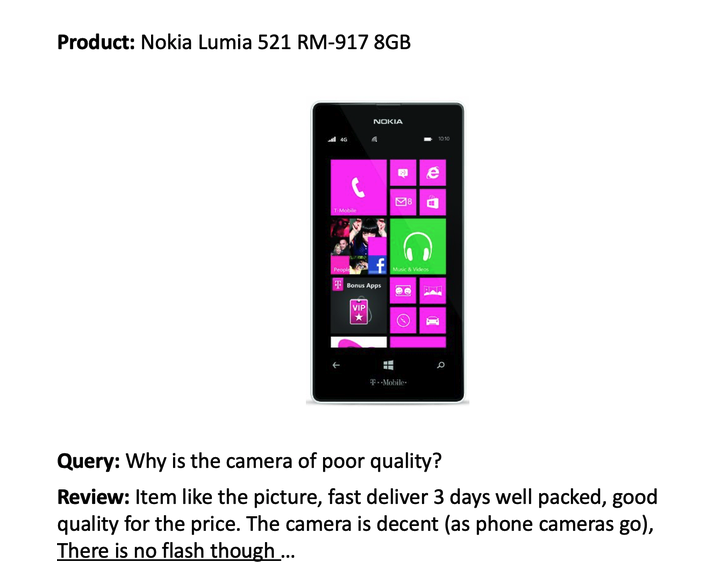 Product: Nokia Lumia 521 RM-917 8GB
NOKIA
4G
10:10
8
T-Mobile
People
f
Music & Videos
Bonus Apps
VIP
T··Mobile·
Query: Why is the camera of poor quality?
Review: Item like the picture, fast deliver 3 days well packed, good
quality for the price. The camera is decent (as phone cameras go),
There is no flash though ...